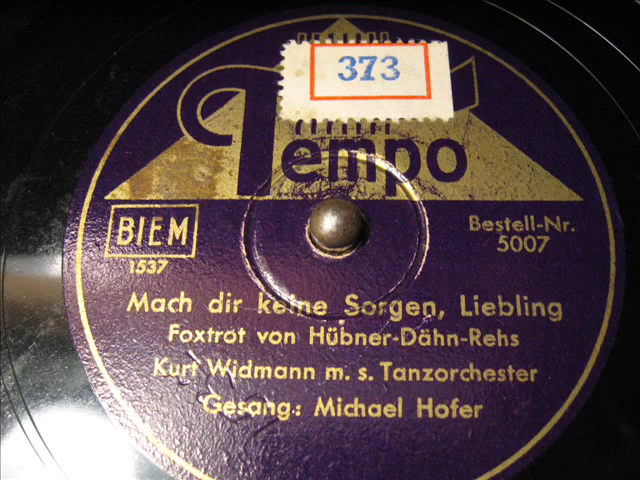 373
Tempo
BIEM
1537
Bestell-Nr.
5007
Mach dir keine Sorgen, Liebling
Foxtrot von Hübner-Dähn-Rehs
Kurt Widmann m. s. Tanzorchester
Gesang: Michael Hofer